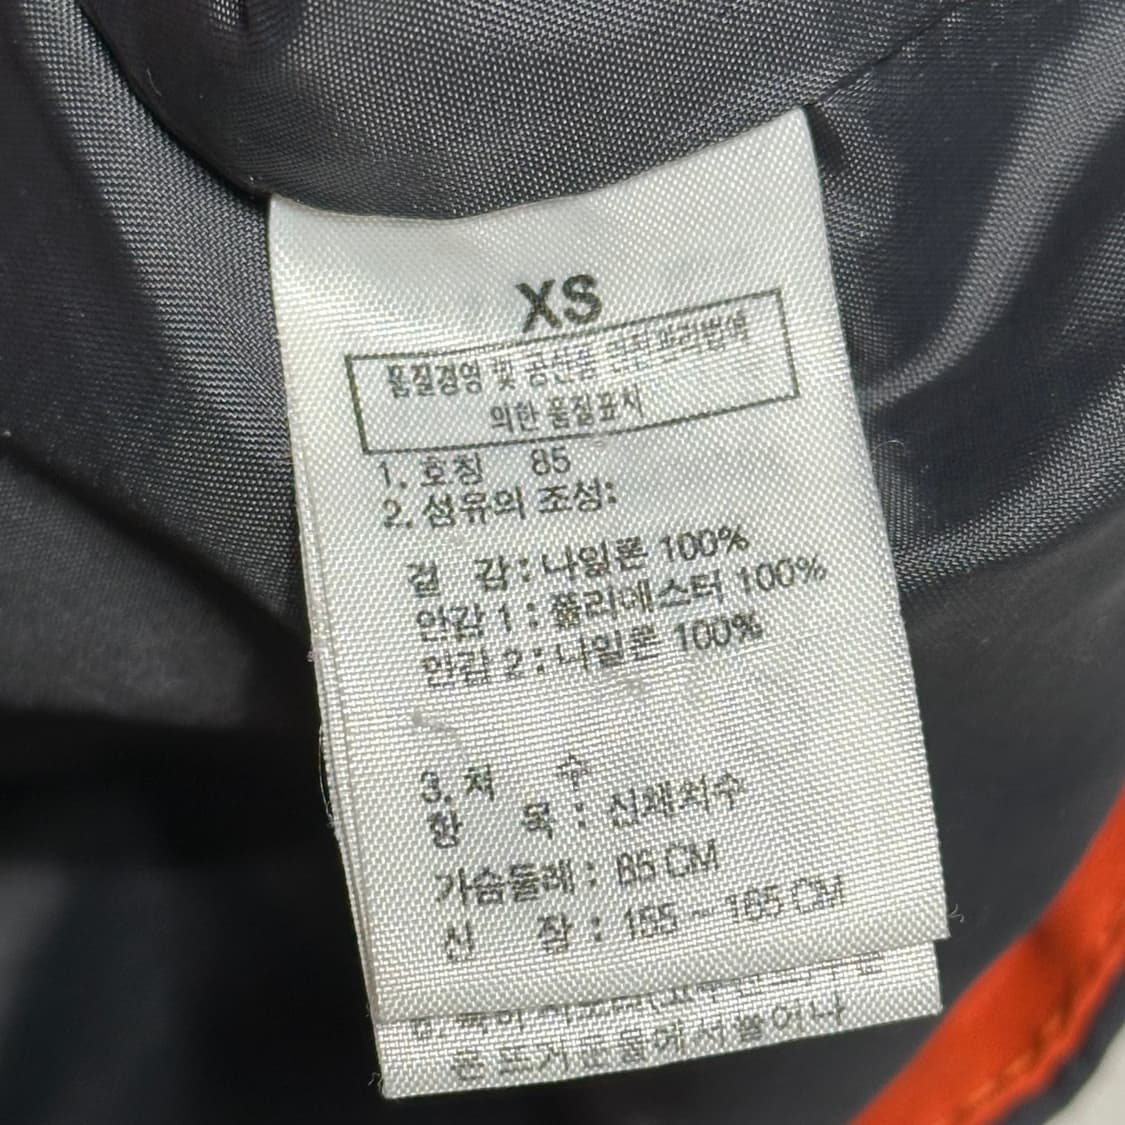 XS
품질경영 및 공산품 안전관리법에
의한 품질표시
1. 호칭 85
2. 섬유의 조성:
겉 감 : 나일론 100%
안감 1 : 폴리에스터 100%
안감 2 : 나일론 100%
3. 치 수
항 목 : 신체치수
가슴둘레 : 85 CM
신 장 : 155 ~ 165 CM